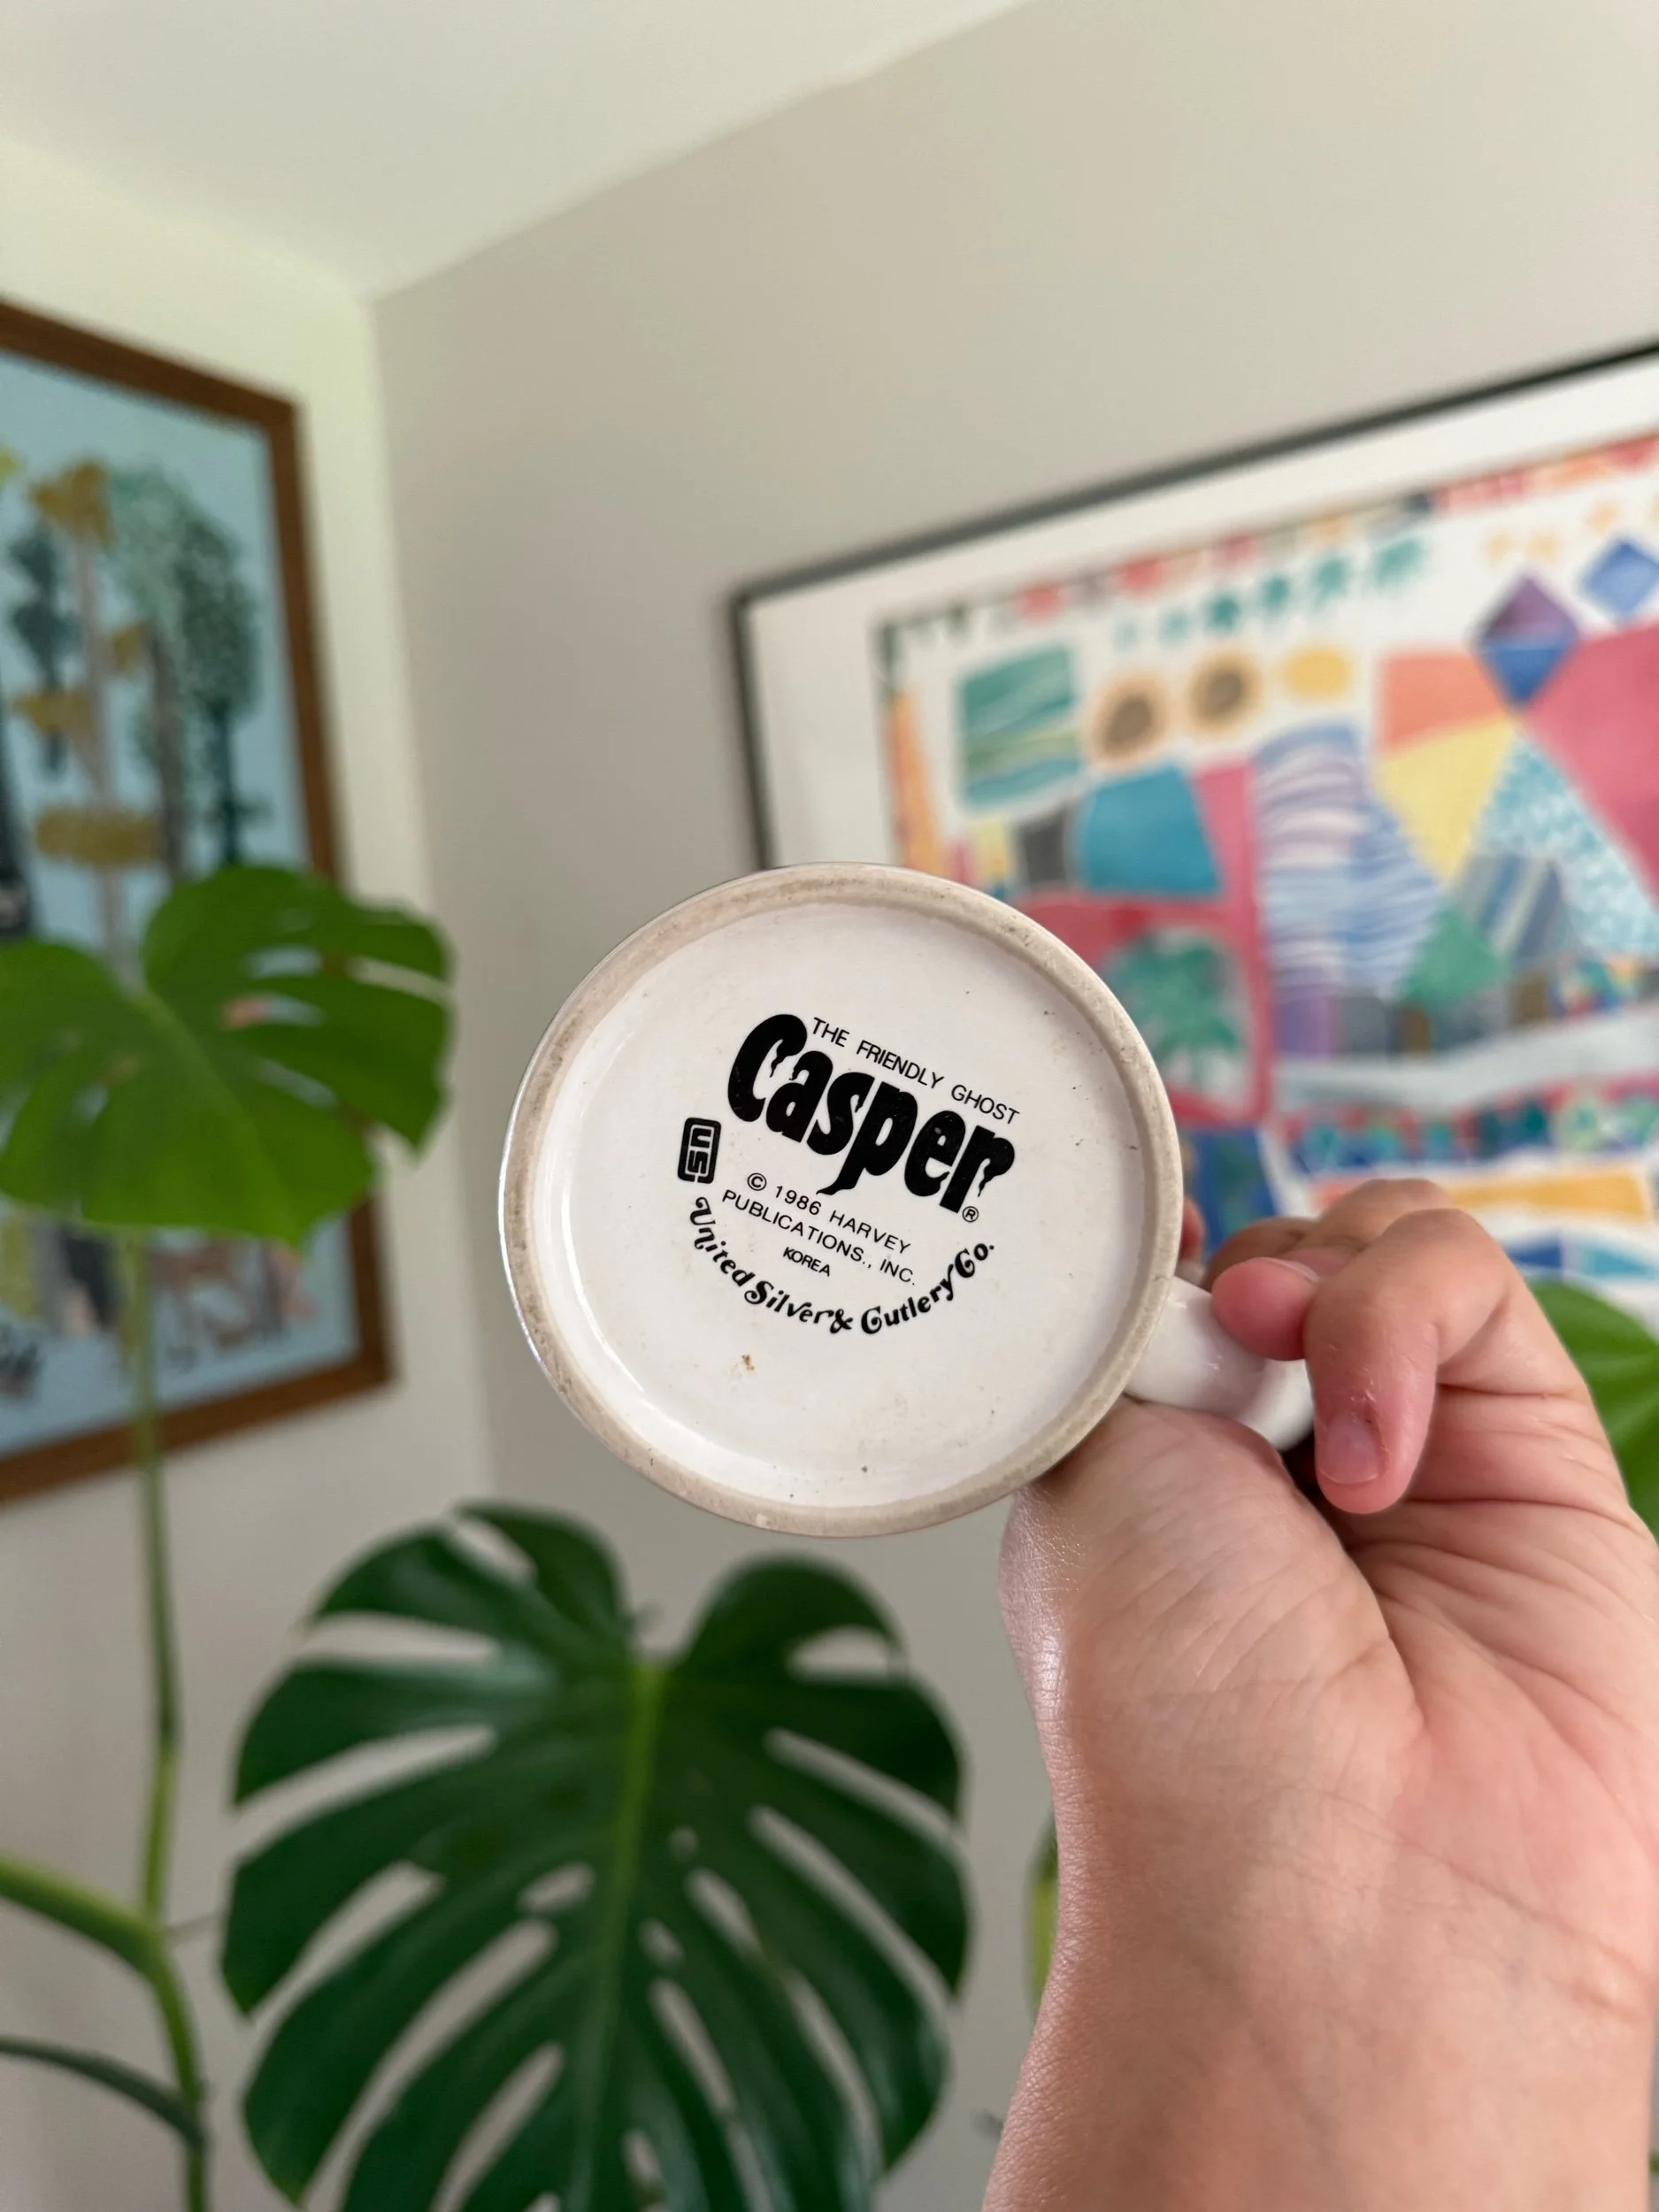 THE FRIENDLY GHOST
Casper®
US
© 1986 HARVEY
PUBLICATIONS., INC.
KOREA
United Silver & Cutlery Co.